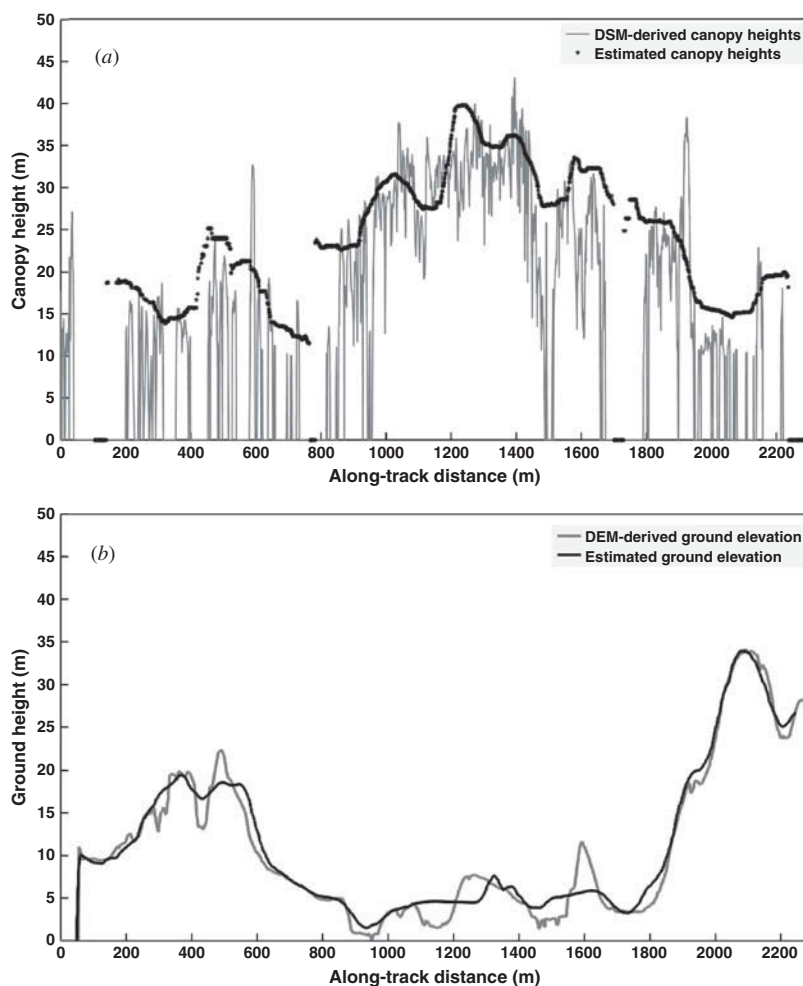 50
45
40
35
30
25
20
15
10
5
0
Canopy height (m)
(a)
DSM-derived canopy heights
Estimated canopy heights
0 200 400 600 800 1000 1200 1400 1600 1800 2000 2200
Along-track distance (m)
50
45
40
35
30
25
20
15
10
5
0
Ground height (m)
(b)
DEM-derived ground elevation
Estimated ground elevation
0 200 400 600 800 1000 1200 1400 1600 1800 2000 2200
Along-track distance (m)